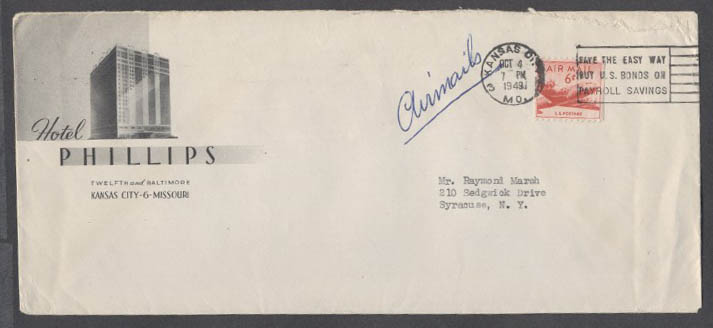 Hotel
PHILLIPS
TWELFTH and BALTIMORE
KANSAS CITY-6-MISSOURI
Airmails
KANSAS
OCT 4
7 PM
1949
MO.
AIR MAIL
6¢
U.S. POSTAGE
SAVE THE EASY WAY
BUY U.S. BONDS ON
PAYROLL SAVINGS
Mr. Raymond Marsh
210 Sedgwick Drive
Syracuse, N. Y.